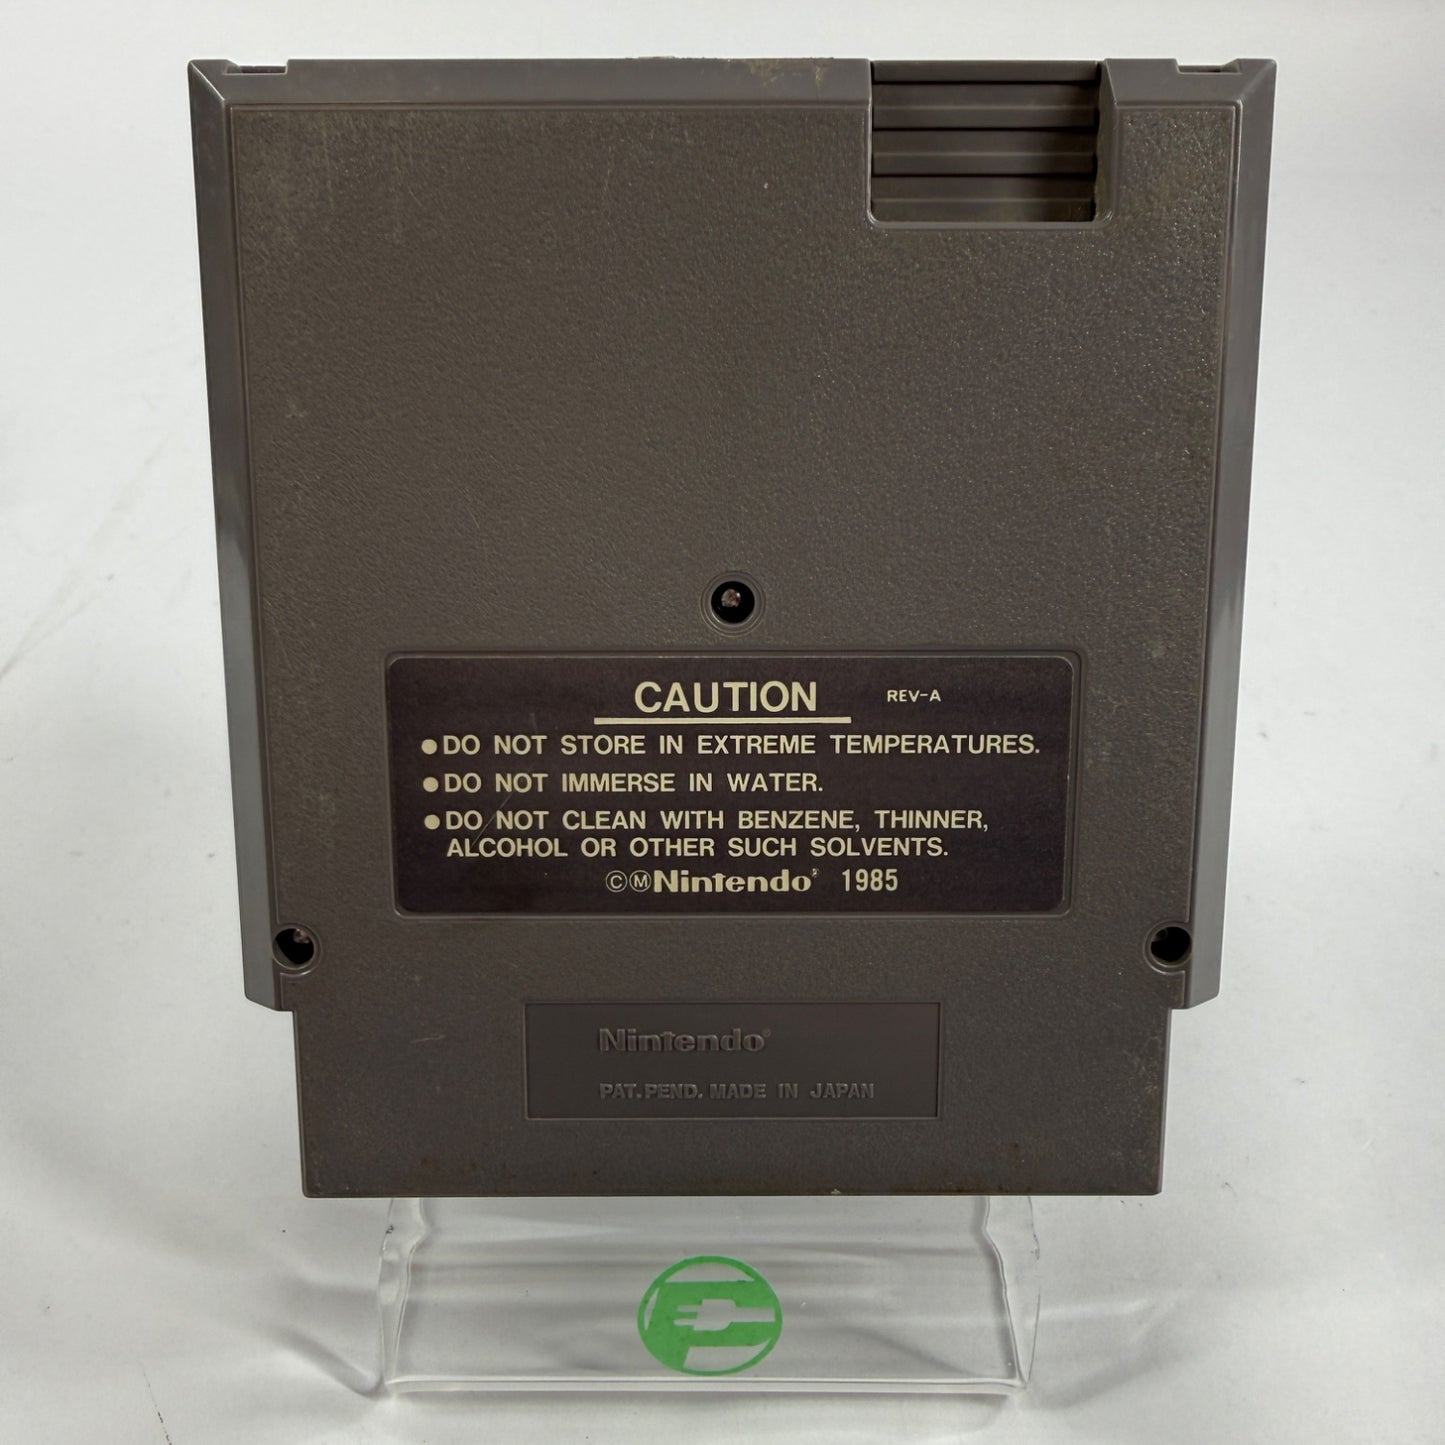 CAUTION REV-A
●DO NOT STORE IN EXTREME TEMPERATURES.
●DO NOT IMMERSE IN WATER.
●DO NOT CLEAN WITH BENZENE, THINNER,
ALCOHOL OR OTHER SUCH SOLVENTS.
ⒸⓂNintendo® 1985
Nintendo®
PAT. PEND. MADE IN JAPAN